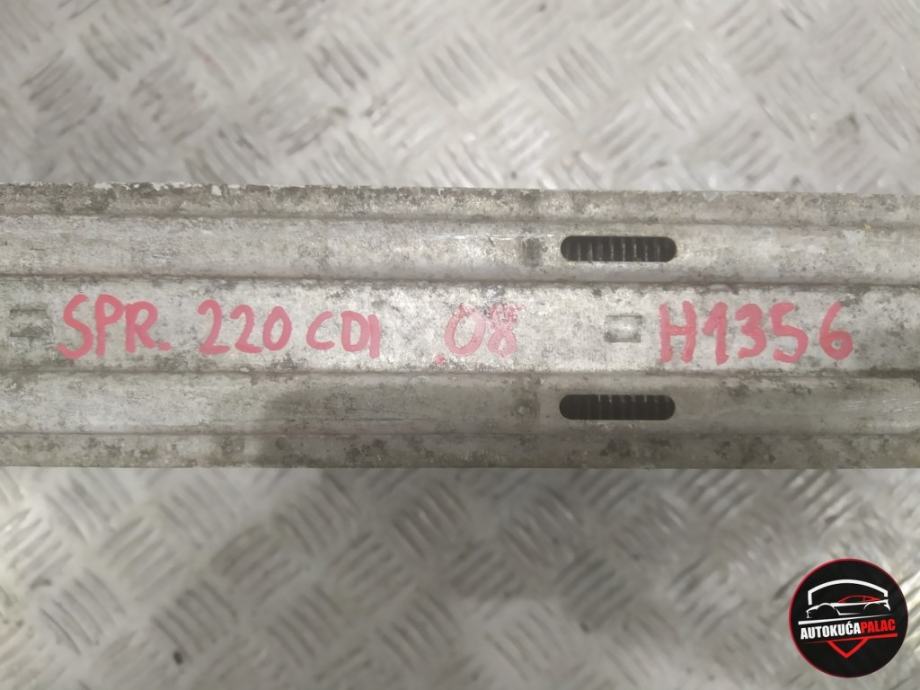 SPR. 220 CDI .08 H1356
AUTOKUĆAPALAC